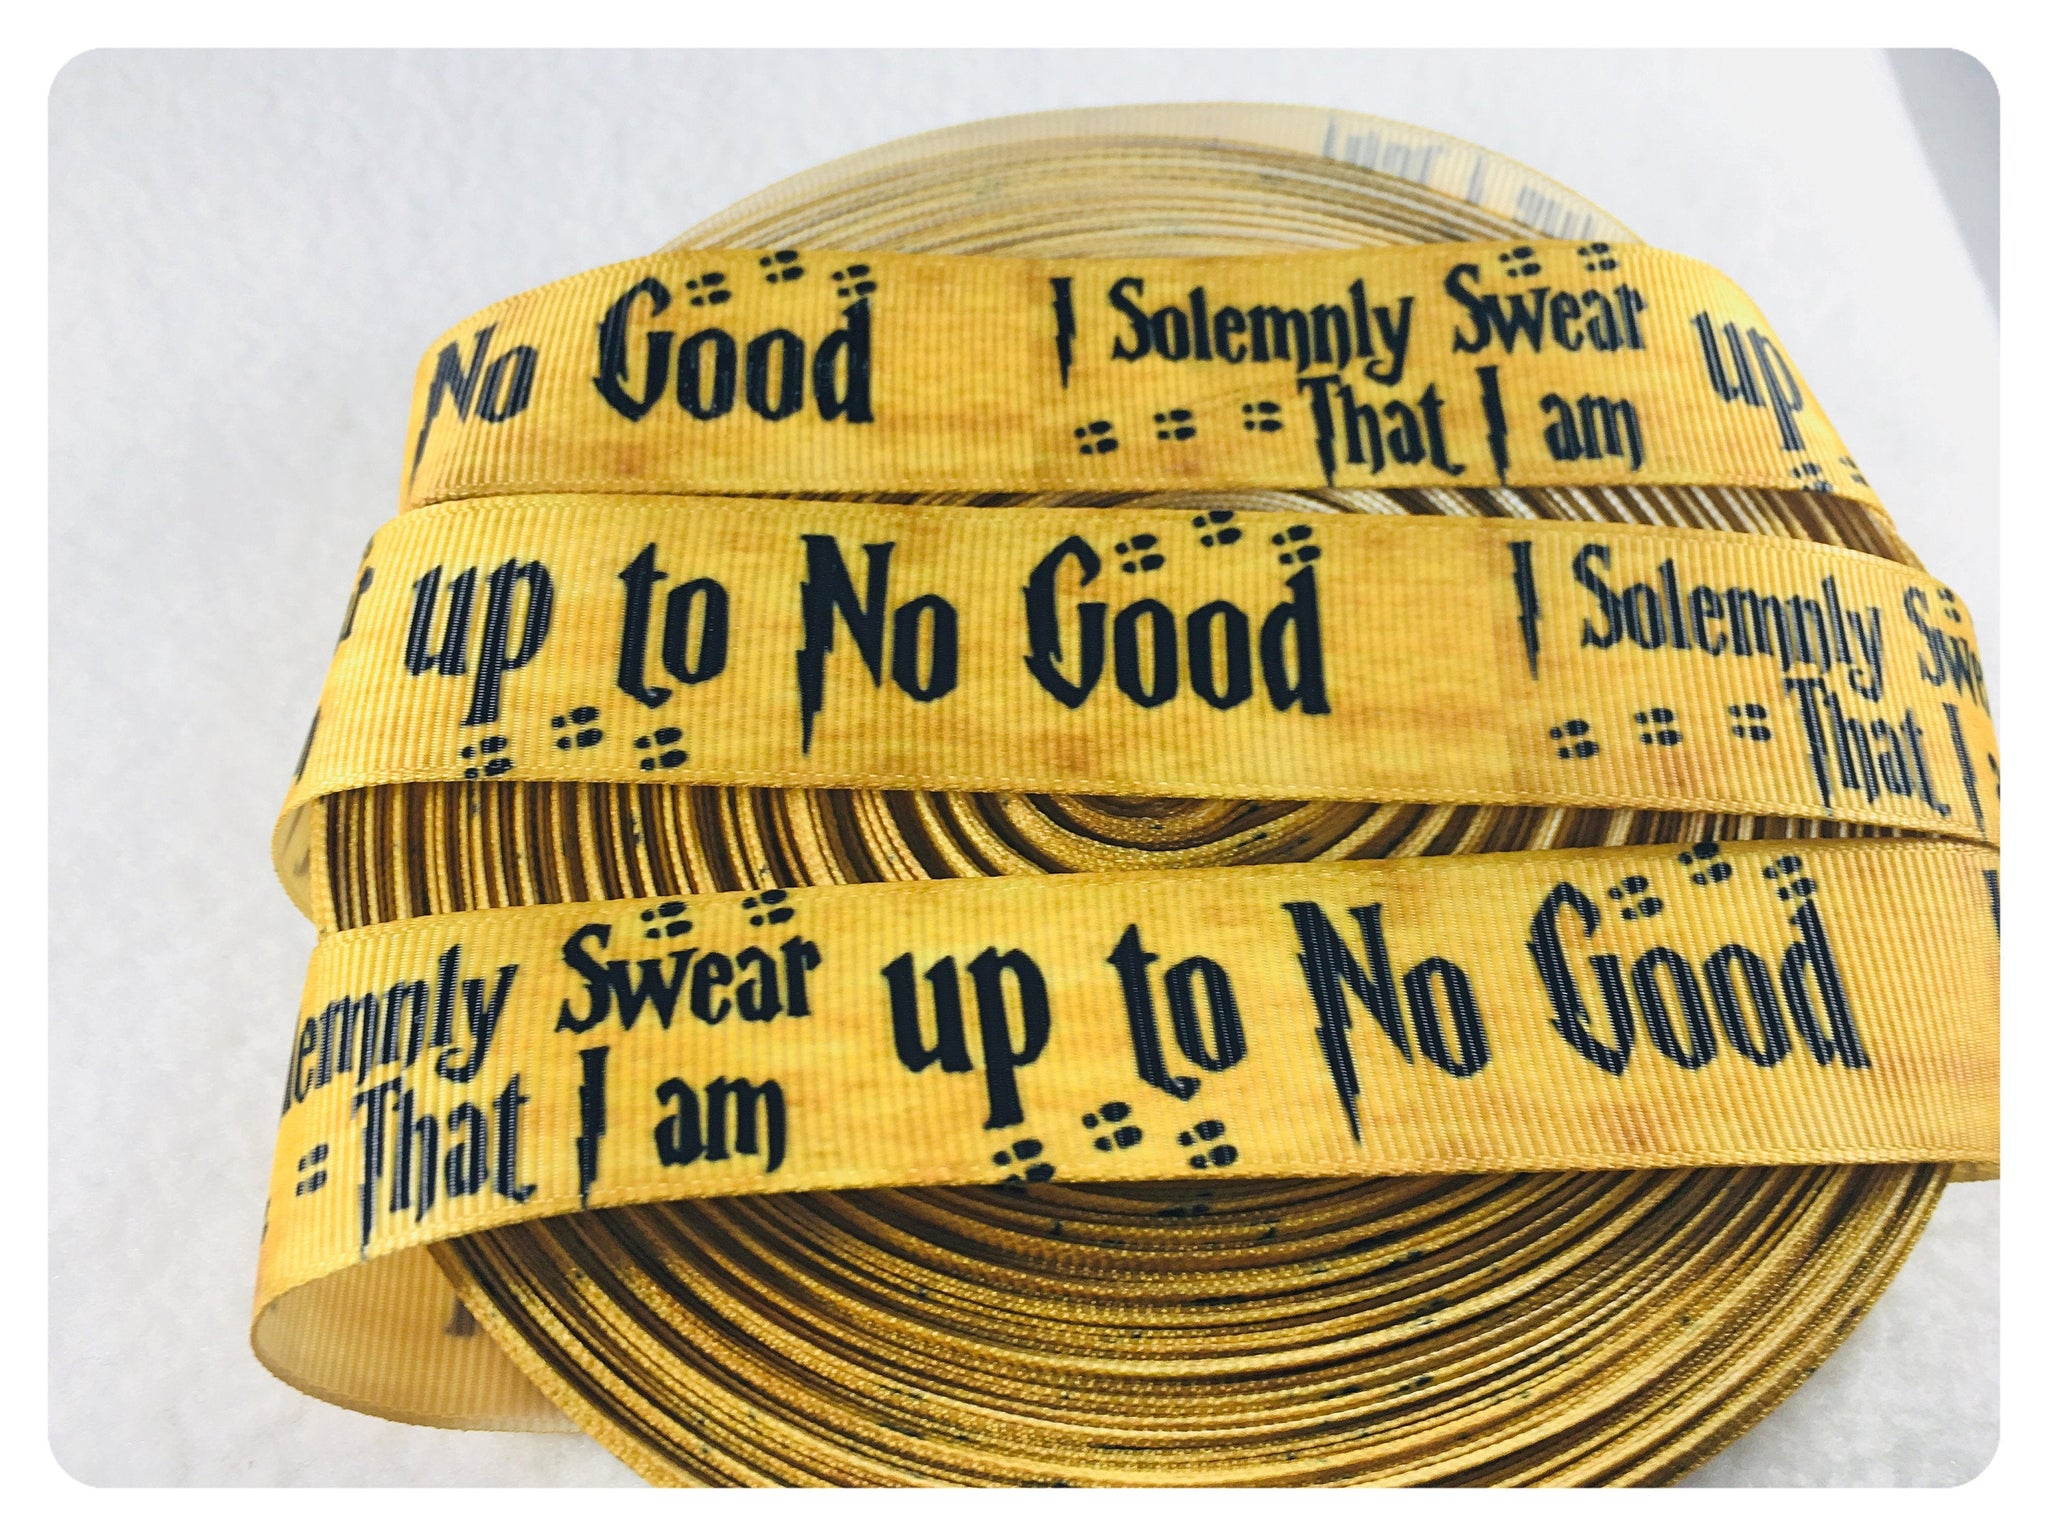 No Good I Solemnly Swear up
That I am
up to No Good I Solemnly
That I
Swear up to No Good
That I am